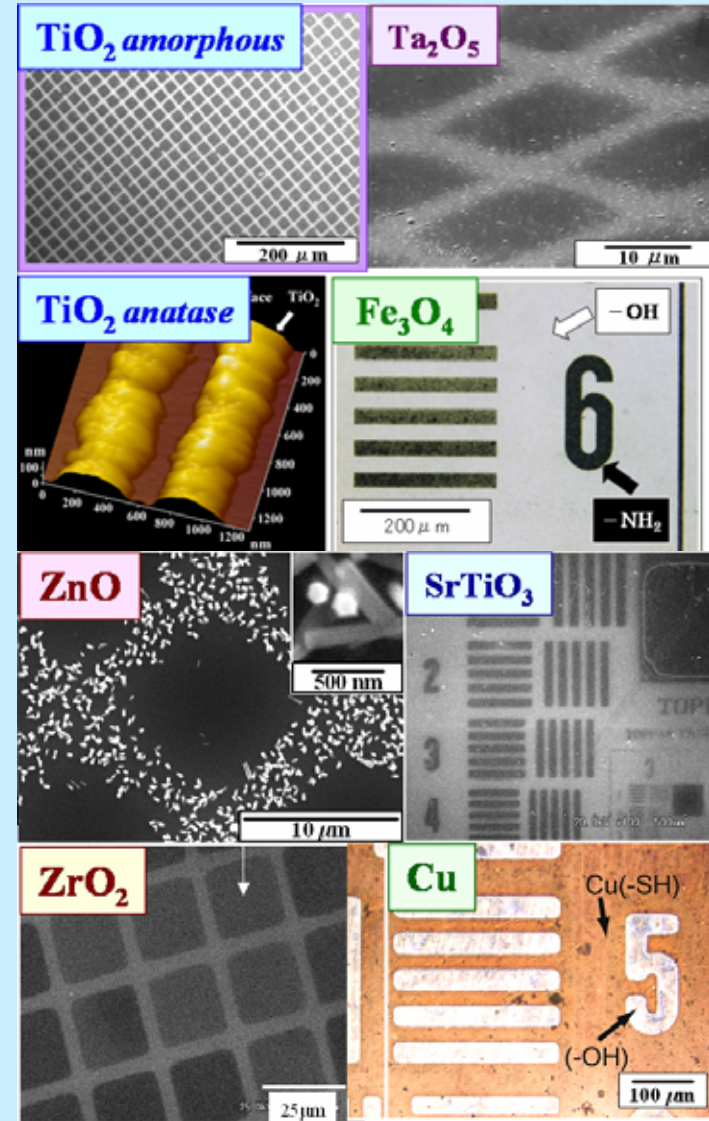 TiO₂ amorphous
200 μm
Ta₂O₅
10 μm
TiO₂ anatase
TiO₂
0
200
400
600
800
1000
1200
nm
100
0
0
200
400
600
800
1000
1200
nm
Fe₃O₄
−OH
6
200 μm
−NH₂
ZnO
500 nm
10 μm
SrTiO₃
2
3
4
TOPP
3
ZrO₂
25μm
Cu
Cu(-SH)
5
(-OH)
100 μm